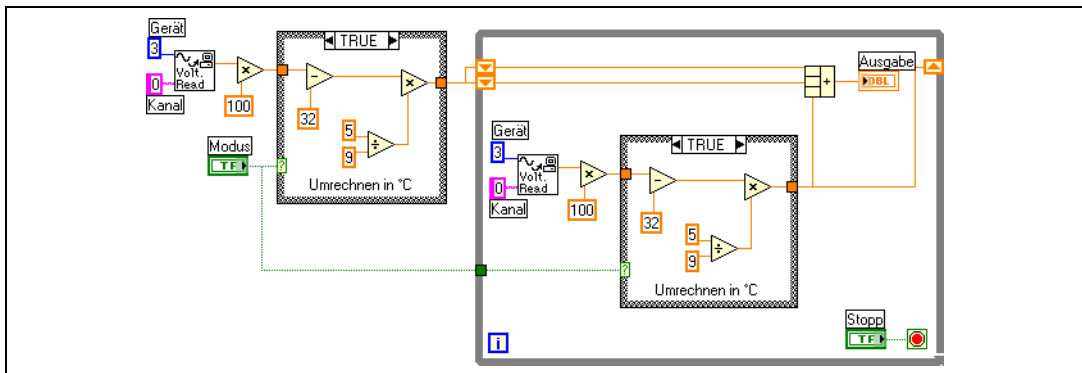 Gerät
3
Volt.
Read
0
Kanal
×
100
Modus
TF
?
TRUE
−
32
×
5
9
÷
Umrechnen in °C
Gerät
3
Volt.
Read
0
Kanal
×
100
?
TRUE
−
32
×
5
9
÷
Umrechnen in °C
+
Ausgabe
DBL
i
Stopp
TF